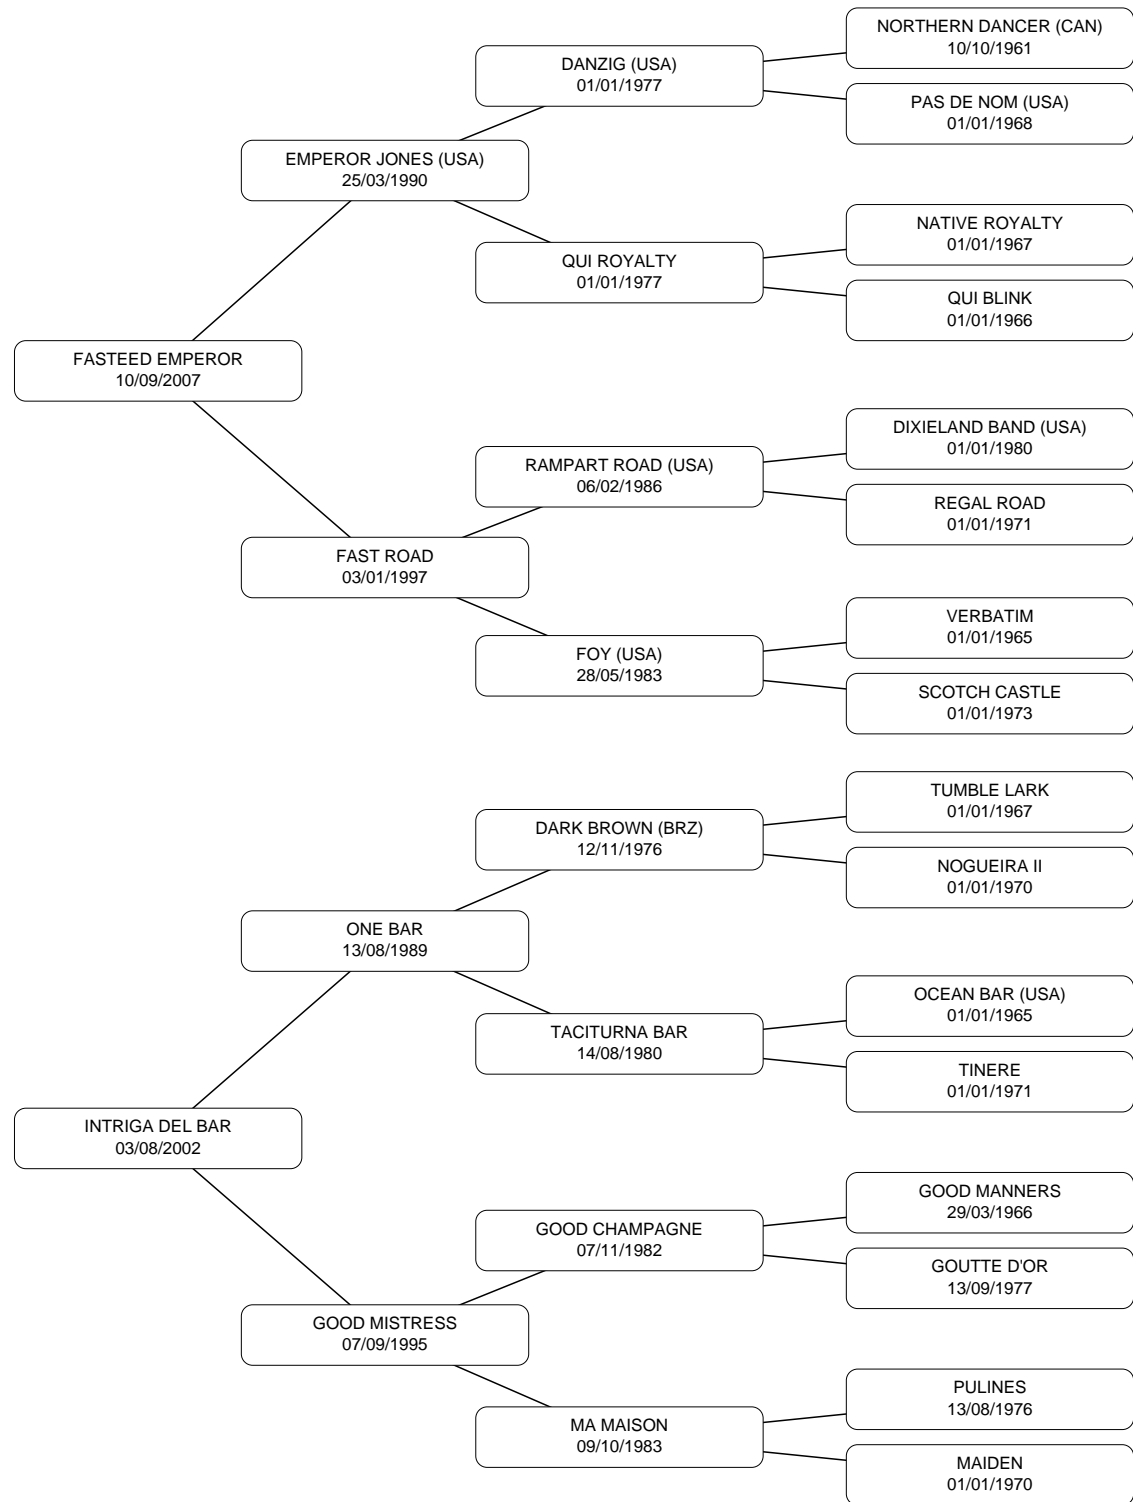 NORTHERN DANCER (CAN)
10/10/1961
DANZIG (USA)
01/01/1977
PAS DE NOM (USA)
01/01/1968
EMPEROR JONES (USA)
25/03/1990
NATIVE ROYALTY
01/01/1967
QUI ROYALTY
01/01/1977
QUI BLINK
01/01/1966
FASTEED EMPEROR
10/09/2007
DIXIELAND BAND (USA)
01/01/1980
RAMPART ROAD (USA)
06/02/1986
REGAL ROAD
01/01/1971
FAST ROAD
03/01/1997
VERBATIM
01/01/1965
FOY (USA)
28/05/1983
SCOTCH CASTLE
01/01/1973
TUMBLE LARK
01/01/1967
DARK BROWN (BRZ)
12/11/1976
NOGUEIRA II
01/01/1970
ONE BAR
13/08/1989
OCEAN BAR (USA)
01/01/1965
TACITURNA BAR
14/08/1980
TINERE
01/01/1971
INTRIGA DEL BAR
03/08/2002
GOOD MANNERS
29/03/1966
GOOD CHAMPAGNE
07/11/1982
GOUTTE D'OR
13/09/1977
GOOD MISTRESS
07/09/1995
PULINES
13/08/1976
MA MAISON
09/10/1983
MAIDEN
01/01/1970